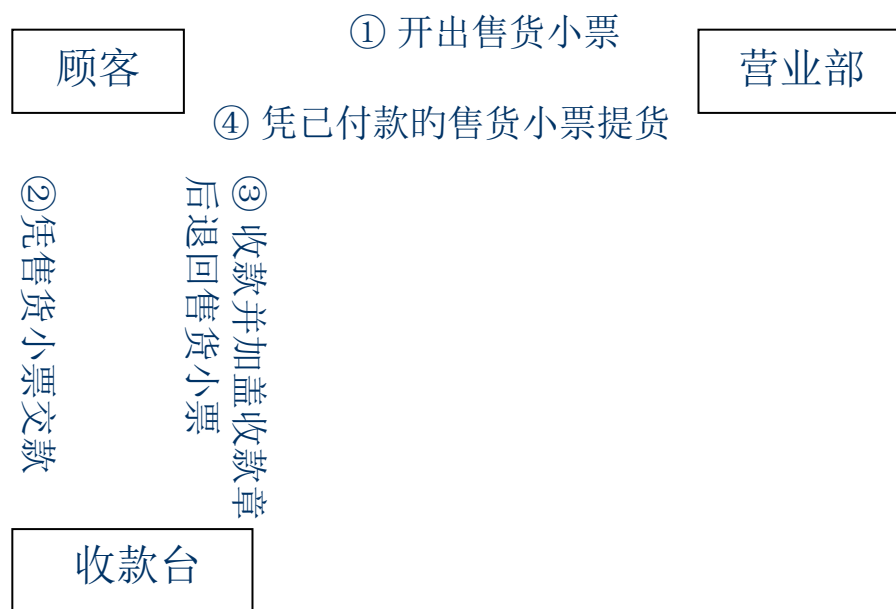 ① 开出售货小票
顾客
营业部
④ 凭已付款旳售货小票提货
②凭售货小票交款
③ 收款并加盖收款章
后退回售货小票
收款台